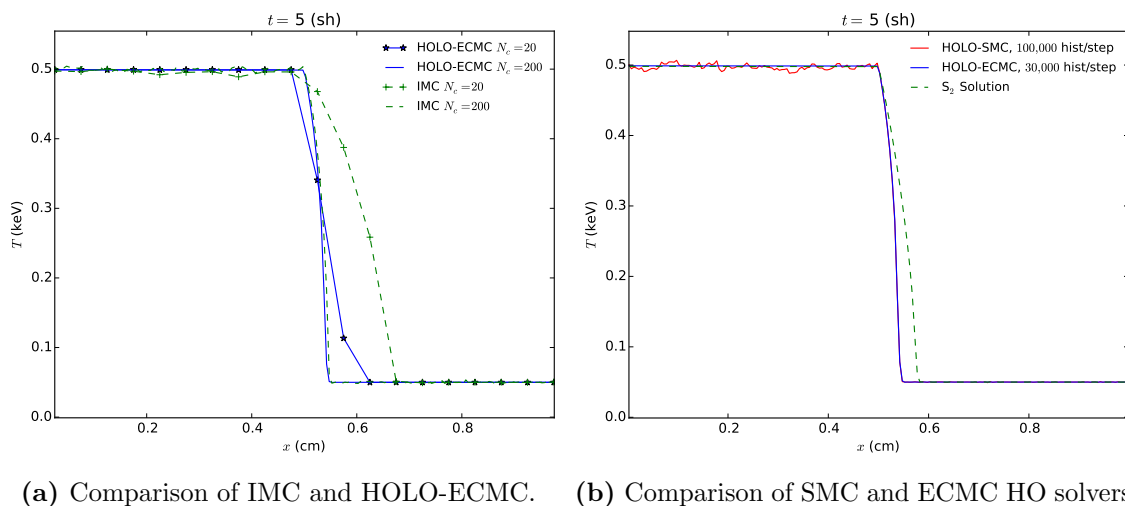 t = 5 (sh)
HOLO-ECMC N_c = 20
HOLO-ECMC N_c = 200
IMC N_c = 20
IMC N_c = 200
0.5
0.4
0.3
0.2
0.1
0.0
T (keV)
0.2 0.4 0.6 0.8
x (cm)
(a) Comparison of IMC and HOLO-ECMC.
t = 5 (sh)
HOLO-SMC, 100,000 hist/step
HOLO-ECMC, 30,000 hist/step
S₂ Solution
0.5
0.4
0.3
0.2
0.1
0.0
T (keV)
0.2 0.4 0.6 0.8
x (cm)
(b) Comparison of SMC and ECMC HO solvers